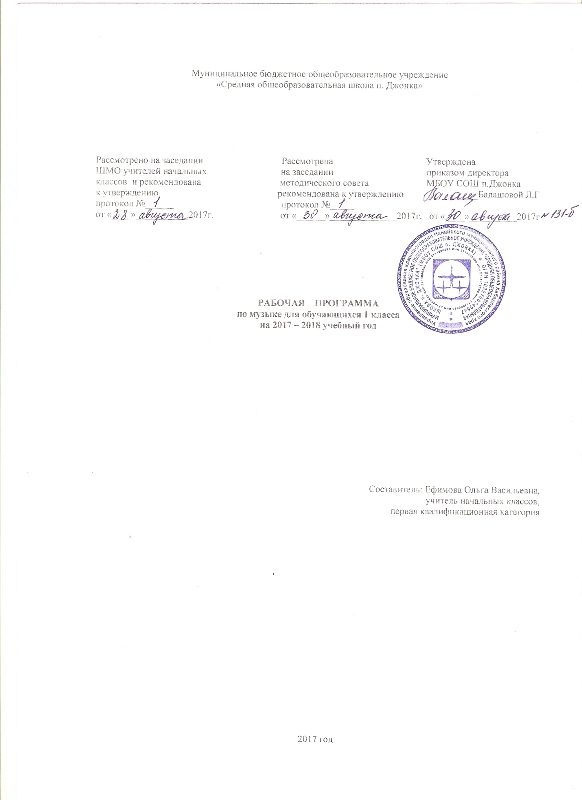 Муниципальное бюджетное общеобразовательное учреждение
«Средняя общеобразовательная школа п. Джонка»
Рассмотрено на заседании
ШМО учителей начальных
классов и рекомендована
к утверждению
протокол № 1
от « 28 » августа 2017г.
Рассмотрена
на заседании
методического совета
рекомендована к утверждению
протокол № 1
от « 30 » августа 2017г.
Утверждена
приказом директора
МБОУ СОШ п.Джонка
Балашовой Л.Г
от « 30 » августа 2017г № 131-б
РАБОЧАЯ ПРОГРАММА
по музыке для обучающихся 1 класса
на 2017 – 2018 учебный год
Составитель: Ефимова Ольга Васильевна,
учитель начальных классов,
первая квалификационная категория
2017 год